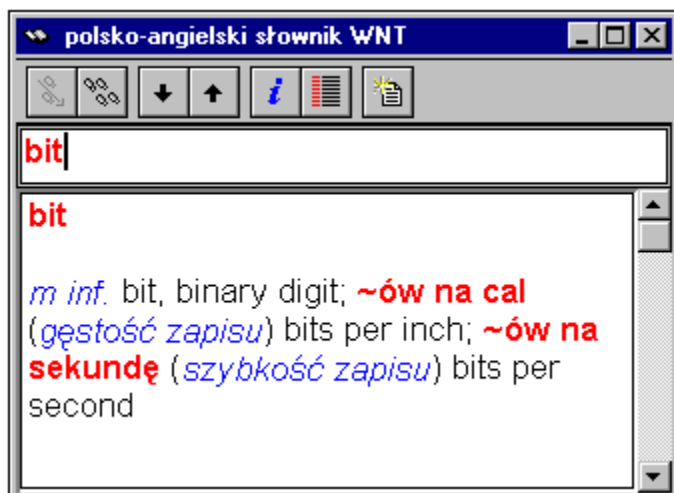 polsko-angielski słownik WNT
bit
bit
m inf. bit, binary digit; ~ów na cal
(gęstość zapisu) bits per inch; ~ów na
sekundę (szybkość zapisu) bits per
second